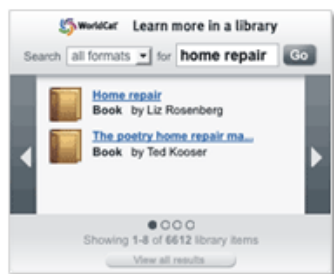 WorldCat Learn more in a library
Search all formats for home repair Go
Home repair
Book by Liz Rosenberg
The poetry home repair ma...
Book by Ted Kooser
Showing 1-8 of 6612 library items
View all results